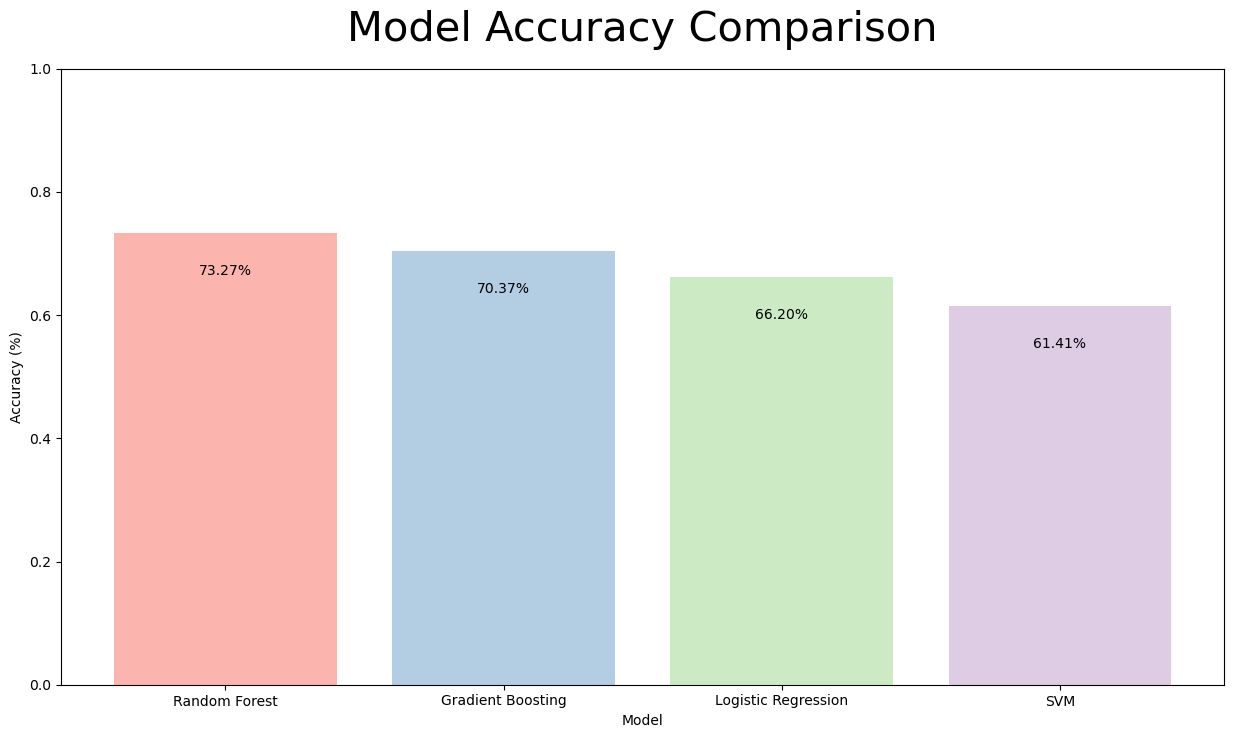 Model Accuracy Comparison
1.0
0.8
0.6
0.4
0.2
0.0
Accuracy (%)
73.27%
70.37%
66.20%
61.41%
Random Forest
Gradient Boosting
Logistic Regression
SVM
Model